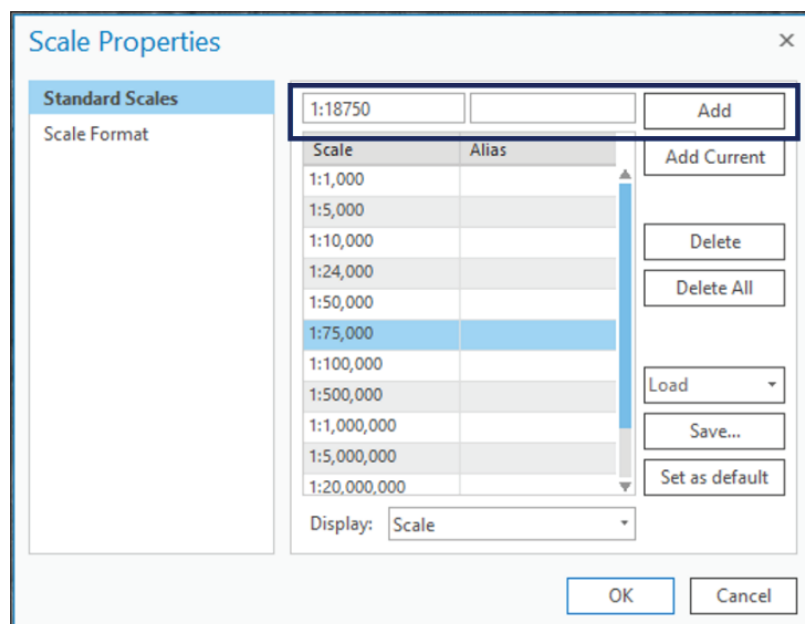 Scale Properties
Standard Scales
Scale Format
1:18750
Add
Scale Alias
Add Current
1:1,000
1:5,000
1:10,000
1:24,000
1:50,000
1:75,000
1:100,000
1:500,000
1:1,000,000
1:5,000,000
1:20,000,000
Delete
Delete All
Load
Save...
Set as default
Display: Scale
OK Cancel